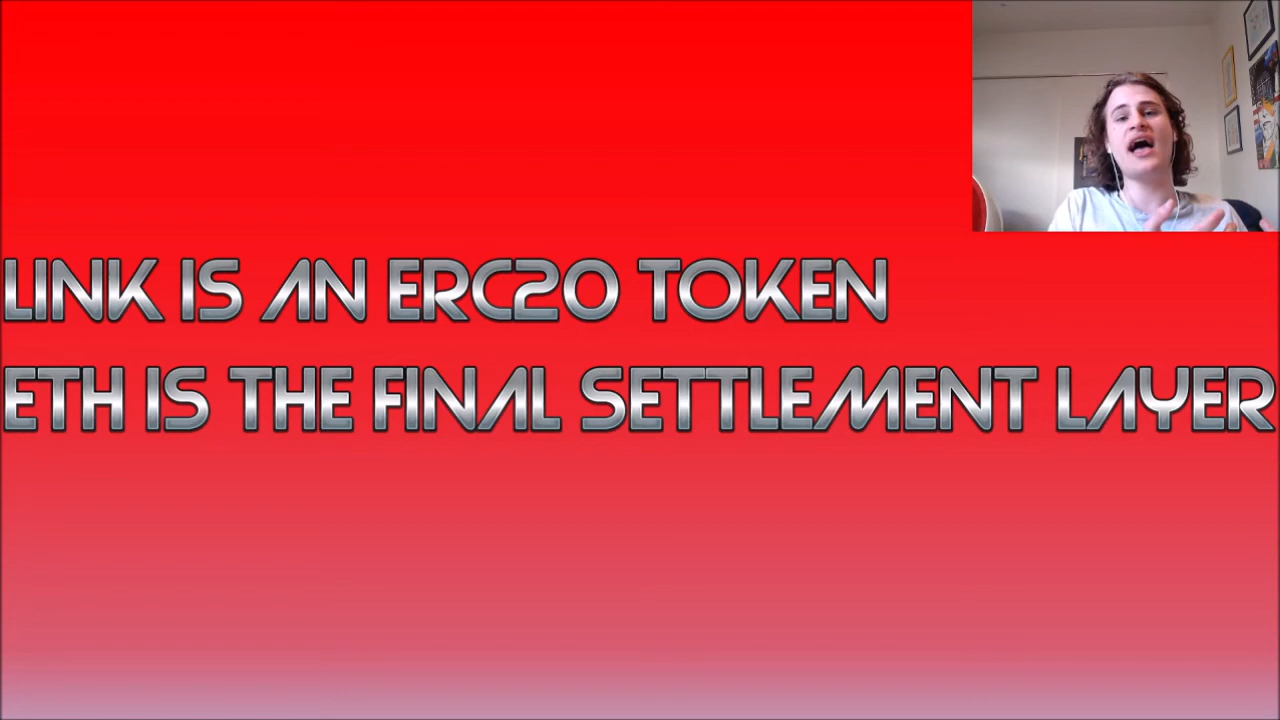 LINK IS AN ERC20 TOKEN
ETH IS THE FINAL SETTLEMENT LAYER